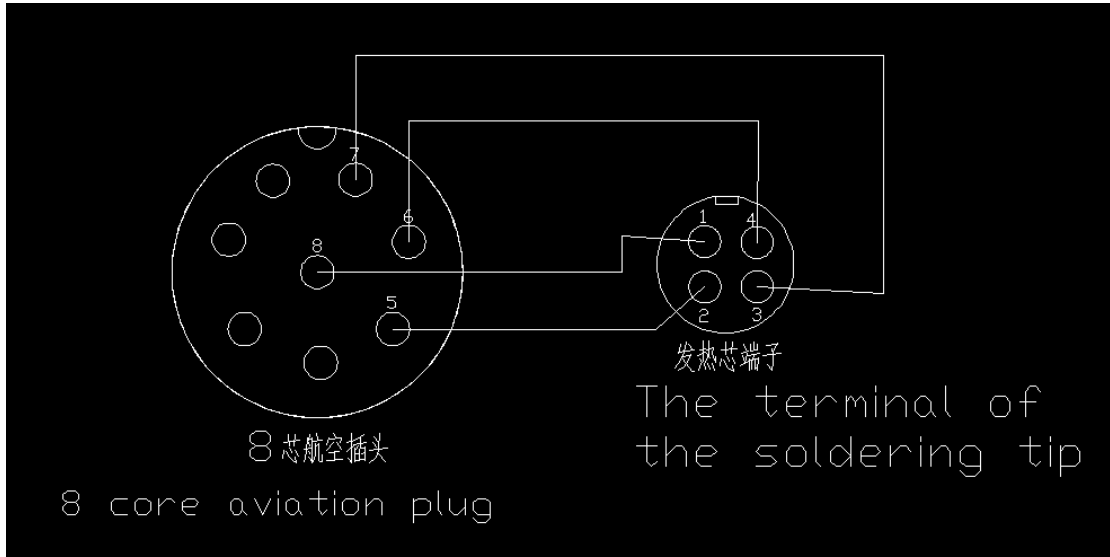 7
6
8
5
1 4
2 3
发热芯端子
The terminal of
the soldering tip
8芯航空插头
8 core aviation plug